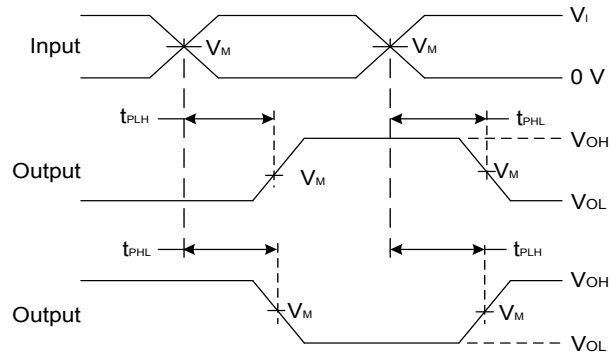 VI
Input VM VM
0 V
tPLH tPHL
VOH
Output VM VM
VOL
tPHL tPLH
VOH
Output VM VM
VOL